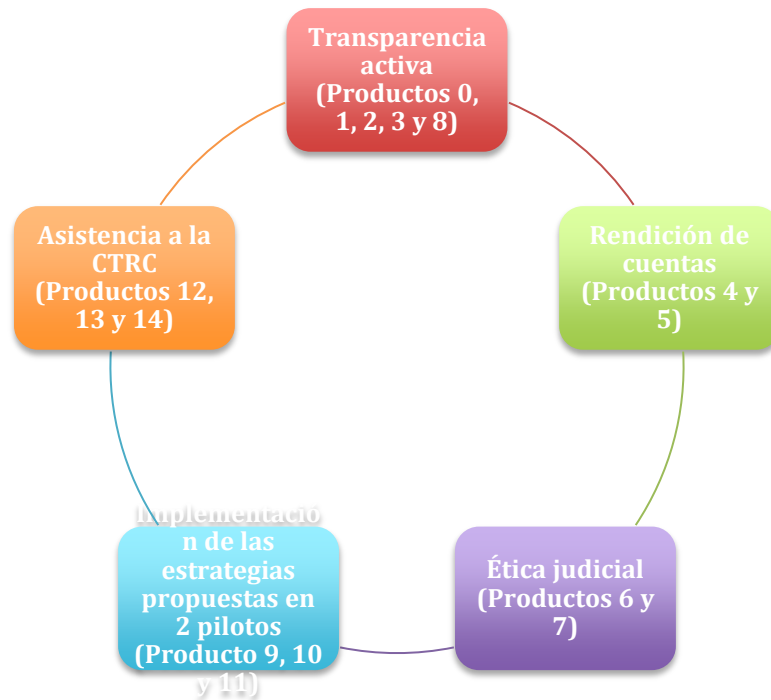 Transparencia
activa
(Productos 0,
1, 2, 3 y 8)
Rendición de
cuentas
(Productos 4 y
5)
Ética judicial
(Productos 6 y
7)
Implementació
n de las
estrategias
propuestas en
2 pilotos
(Producto 9, 10
y 11)
Asistencia a la
CTRC
(Productos 12,
13 y 14)